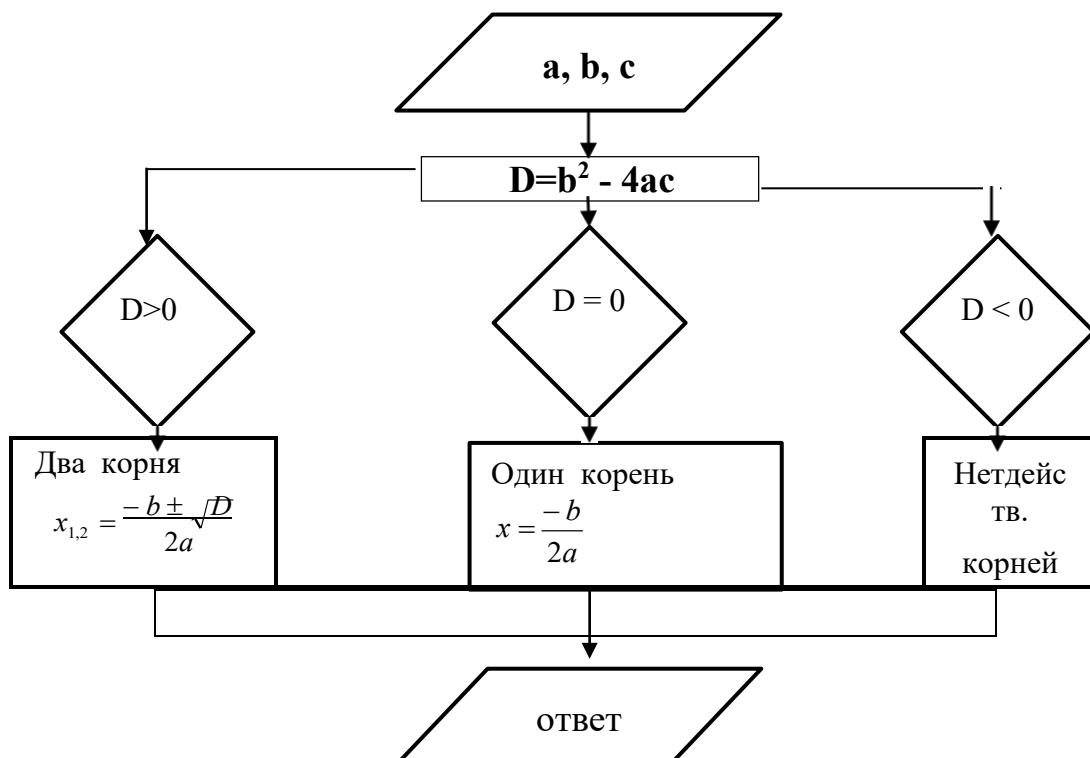 a, b, c
D=b² - 4ac
D>0
D = 0
D < 0
Два корня
x₁,₂ = (-b ± √D) / 2a
Один корень
x = -b / 2a
Нетдейс
тв.
корней
ответ